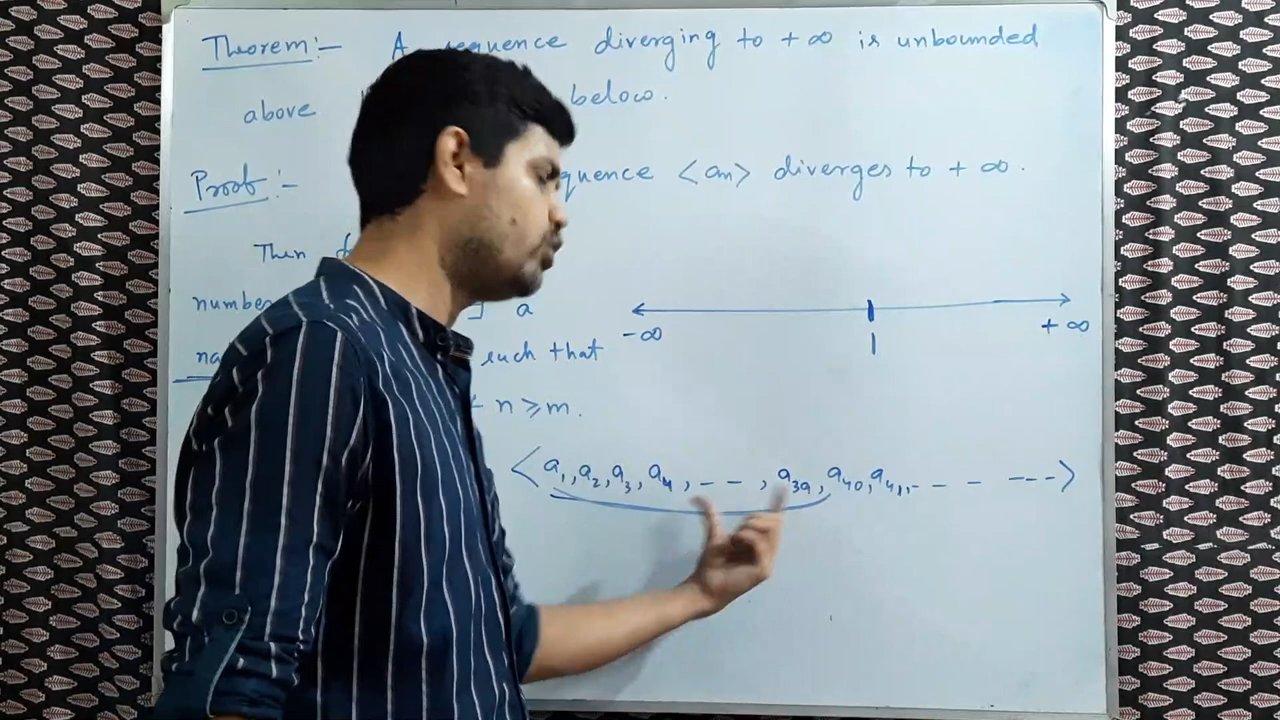 Theorem:- A sequence diverging to + ∞ is unbounded
above below.
Proof:- quence <an> diverges to + ∞.
Then
number ∃ a
-∞ 1 + ∞
na such that
n ≥ m.
<a1, a2, a3, a4, - - , a39, a40, a41, - - - --->